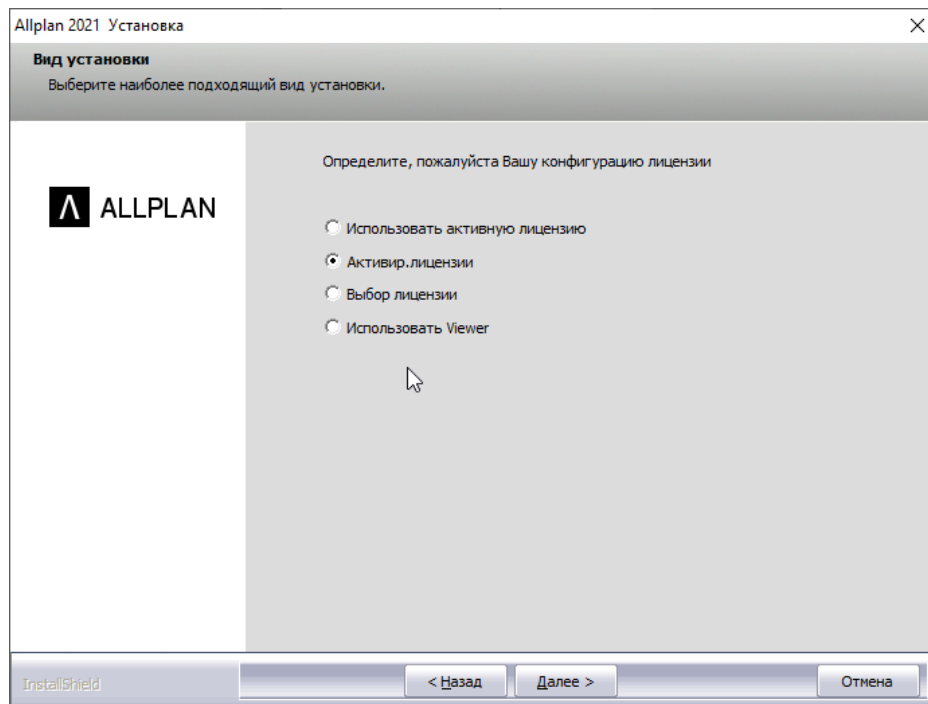 Allplan 2021 Установка
Вид установки
Выберите наиболее подходящий вид установки.
ALLPLAN
Определите, пожалуйста Вашу конфигурацию лицензии
Использовать активную лицензию
Активир.лицензии
Выбор лицензии
Использовать Viewer
InstallShield
< Назад
Далее >
Отмена